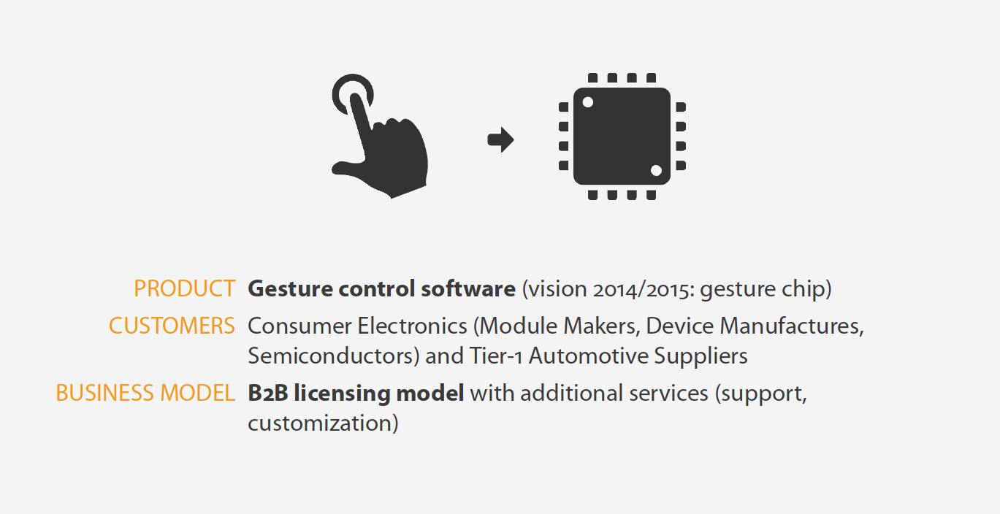 PRODUCT Gesture control software (vision 2014/2015: gesture chip)
CUSTOMERS Consumer Electronics (Module Makers, Device Manufactures,
Semiconductors) and Tier-1 Automotive Suppliers
BUSINESS MODEL B2B licensing model with additional services (support,
customization)